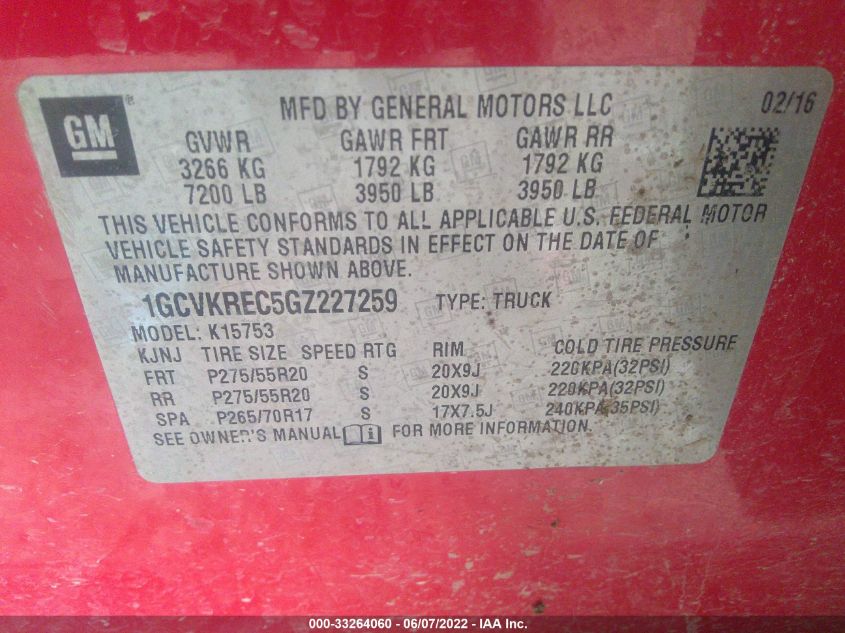 GM ® MFD BY GENERAL MOTORS LLC 02/16
GVWR GAWR FRT GAWR RR
3266 KG 1792 KG 1792 KG
7200 LB 3950 LB 3950 LB
THIS VEHICLE CONFORMS TO ALL APPLICABLE U.S. FEDERAL MOTOR
VEHICLE SAFETY STANDARDS IN EFFECT ON THE DATE OF
MANUFACTURE SHOWN ABOVE.
1GCVKREC5GZ227259 TYPE: TRUCK
MODEL: K15753
KJNJ TIRE SIZE SPEED RTG RIM COLD TIRE PRESSURE
FRT P275/55R20 S 20X9J 220KPA(32PSI)
RR P275/55R20 S 20X9J 220KPA(32PSI)
SPA P265/70R17 S 17X7.5J 240KPA(35PSI)
SEE OWNER'S MANUAL FOR MORE INFORMATION.
000-33264060 - 06/07/2022 - IAA Inc.